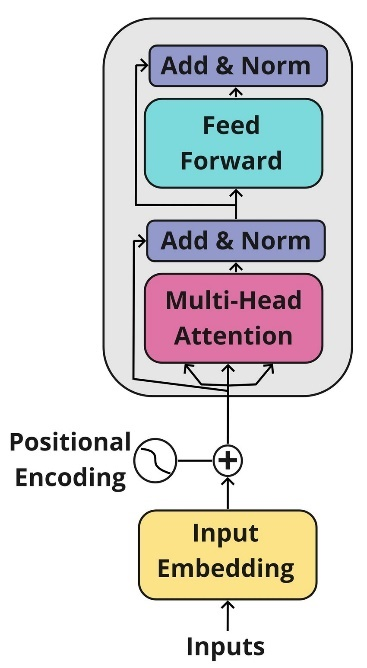 Add & Norm
Feed
Forward
Add & Norm
Multi-Head
Attention
Positional
Encoding
+
Input
Embedding
Inputs